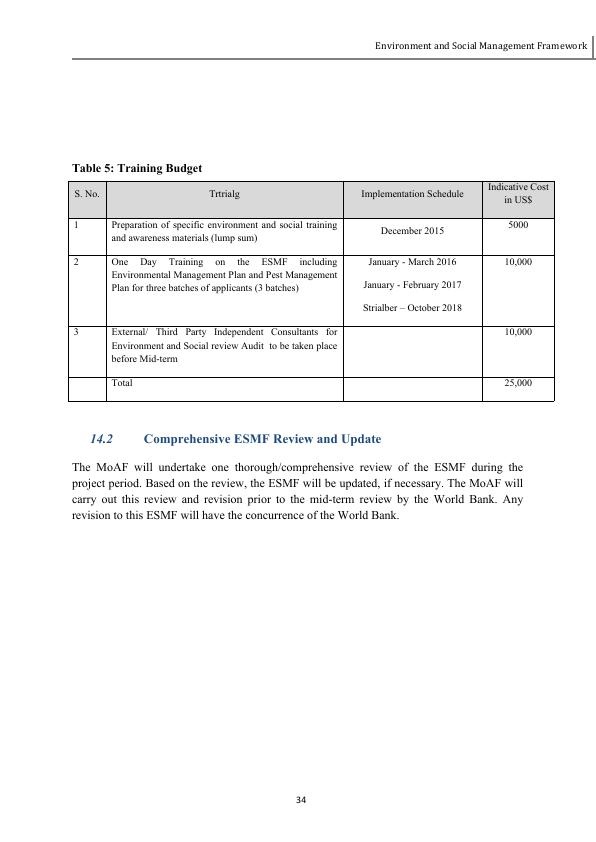 Environment and Social Management Framework
Table 5: Training Budget
S. No. Trtrialg Implementation Schedule Indicative Cost
in US$
1 Preparation of specific environment and social training
and awareness materials (lump sum) December 2015 5000
2 One Day Training on the ESMF including
Environmental Management Plan and Pest Management
Plan for three batches of applicants (3 batches) January - March 2016 10,000
January - February 2017
Strialber – October 2018
3 External/ Third Party Independent Consultants for
Environment and Social review Audit to be taken place
before Mid-term 10,000
Total 25,000
14.2 Comprehensive ESMF Review and Update
The MoAF will undertake one thorough/comprehensive review of the ESMF during the
project period. Based on the review, the ESMF will be updated, if necessary. The MoAF will
carry out this review and revision prior to the mid-term review by the World Bank. Any
revision to this ESMF will have the concurrence of the World Bank.
34